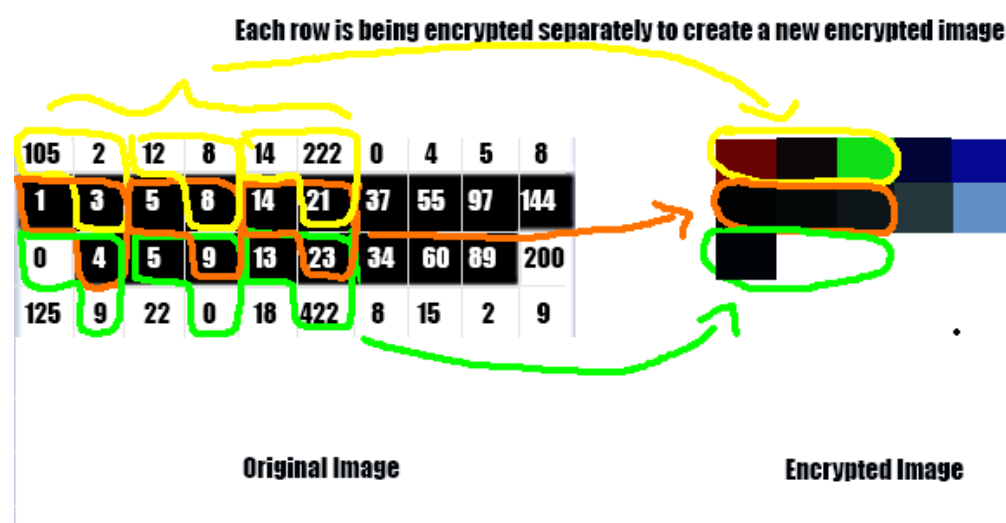 Each row is being encrypted separately to create a new encrypted image
105 2 12 8 14 222 0 4 5 8
1 3 5 8 14 21 37 55 97 144
0 4 5 9 13 23 34 60 89 200
125 9 22 0 18 422 8 15 2 9
Original Image Encrypted Image